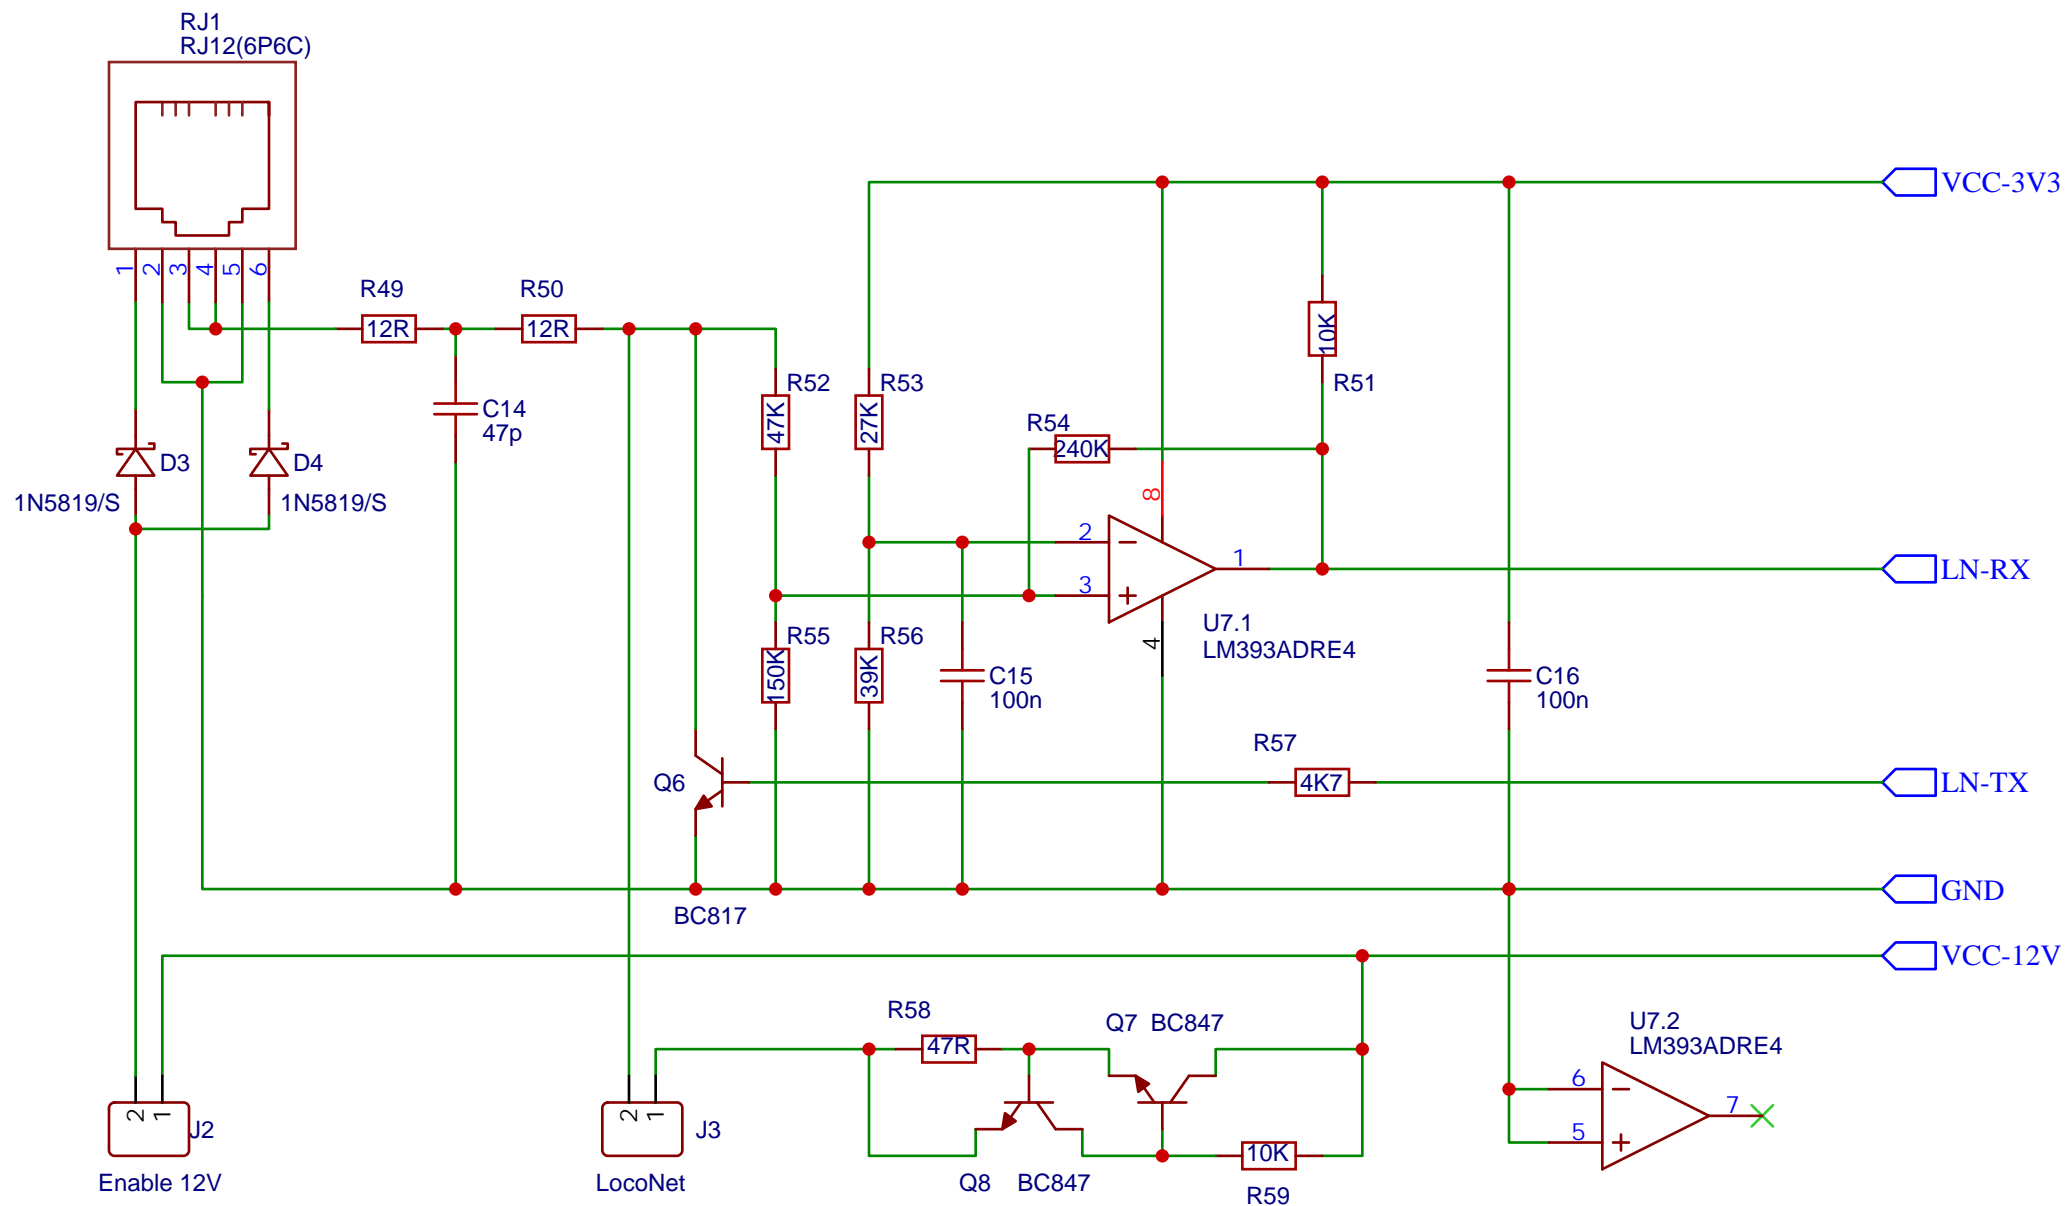 RJ1
RJ12(6P6C)
1
2
3
4
5
6
VCC-3V3
R49
12R
R50
12R
10K
R51
C14
47p
R52
47K
R53
27K
R54
240K
D3
1N5819/S
D4
1N5819/S
8
2
3
1
4
LN-RX
U7.1
LM393ADRE4
R55
150K
R56
39K
C15
100n
C16
100n
R57
4K7
LN-TX
Q6
BC817
GND
VCC-12V
R58
47R
Q7 BC847
U7.2
LM393ADRE4
6
5
7
2
1
J2
Enable 12V
2
1
J3
LocoNet
Q8 BC847
10K
R59